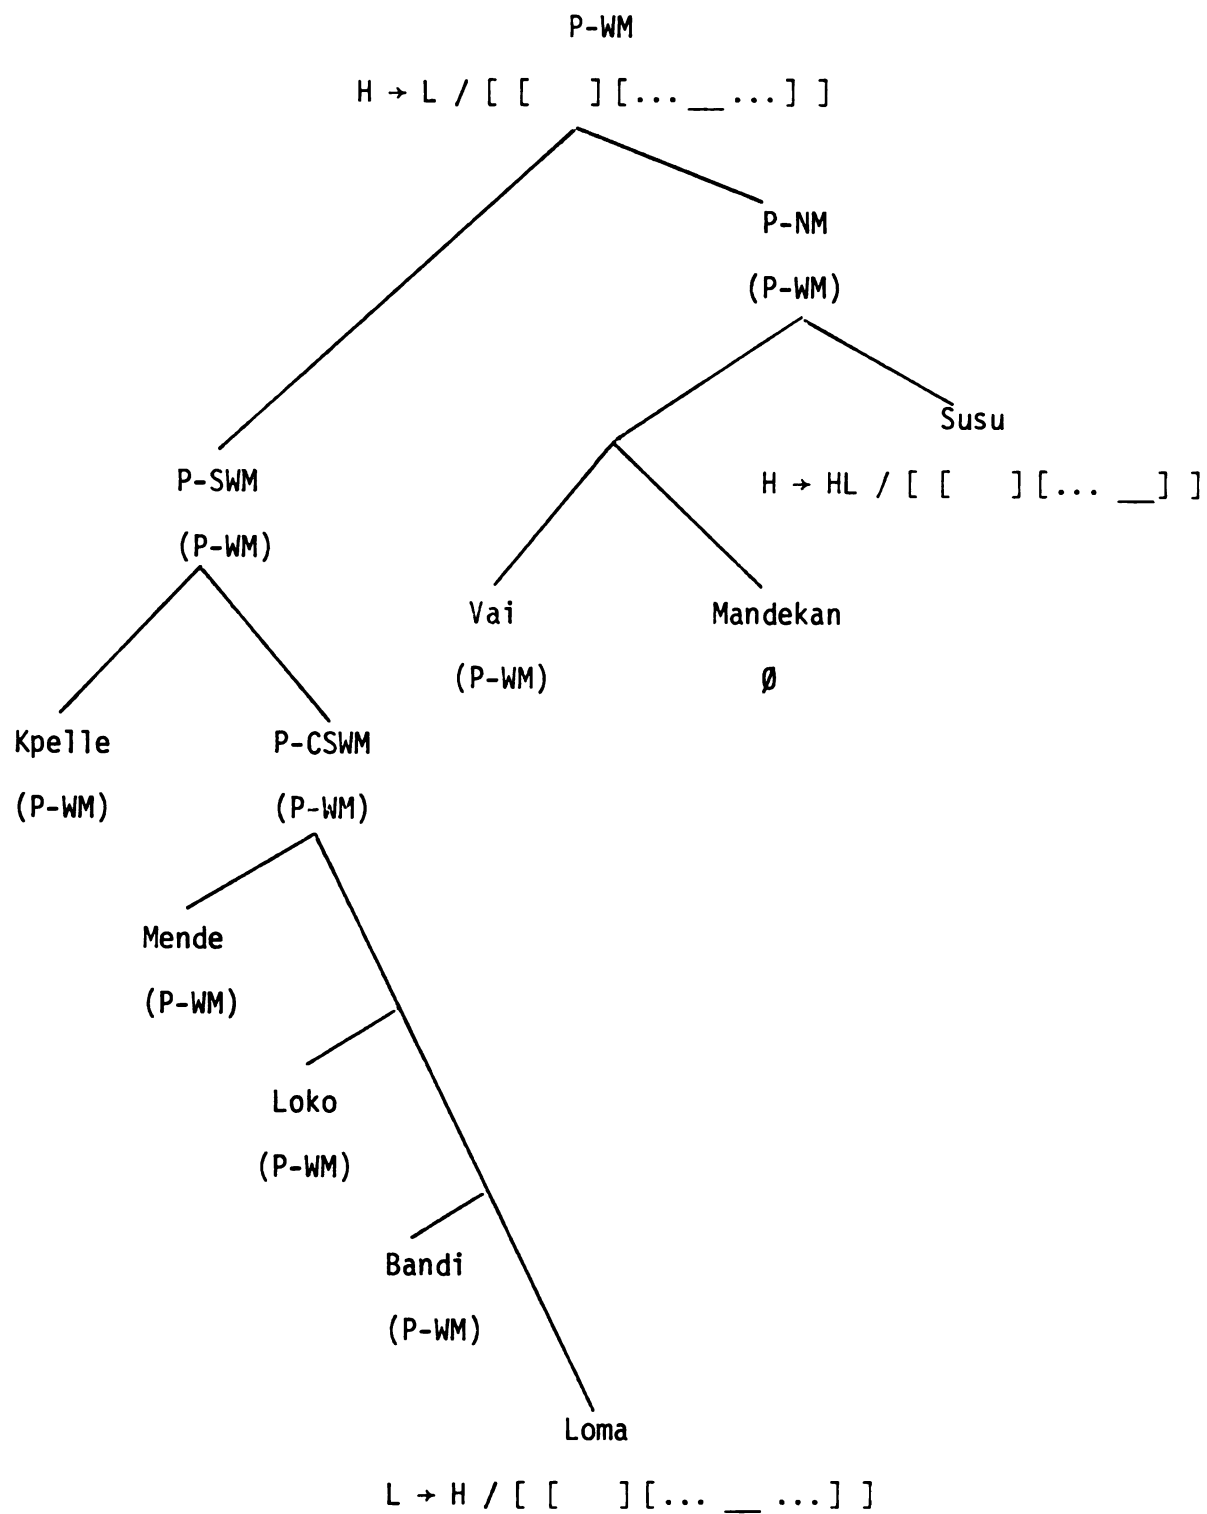 P-WM
H → L / [ [   ] [... __ ...] ]
P-NM
(P-WM)
Susu
H → HL / [ [   ] [... __] ]
P-SWM
(P-WM)
Vai
(P-WM)
Mandekan
Ø
Kpelle
(P-WM)
P-CSWM
(P-WM)
Mende
(P-WM)
Loko
(P-WM)
Bandi
(P-WM)
Loma
L → H / [ [   ] [... __ ...] ]